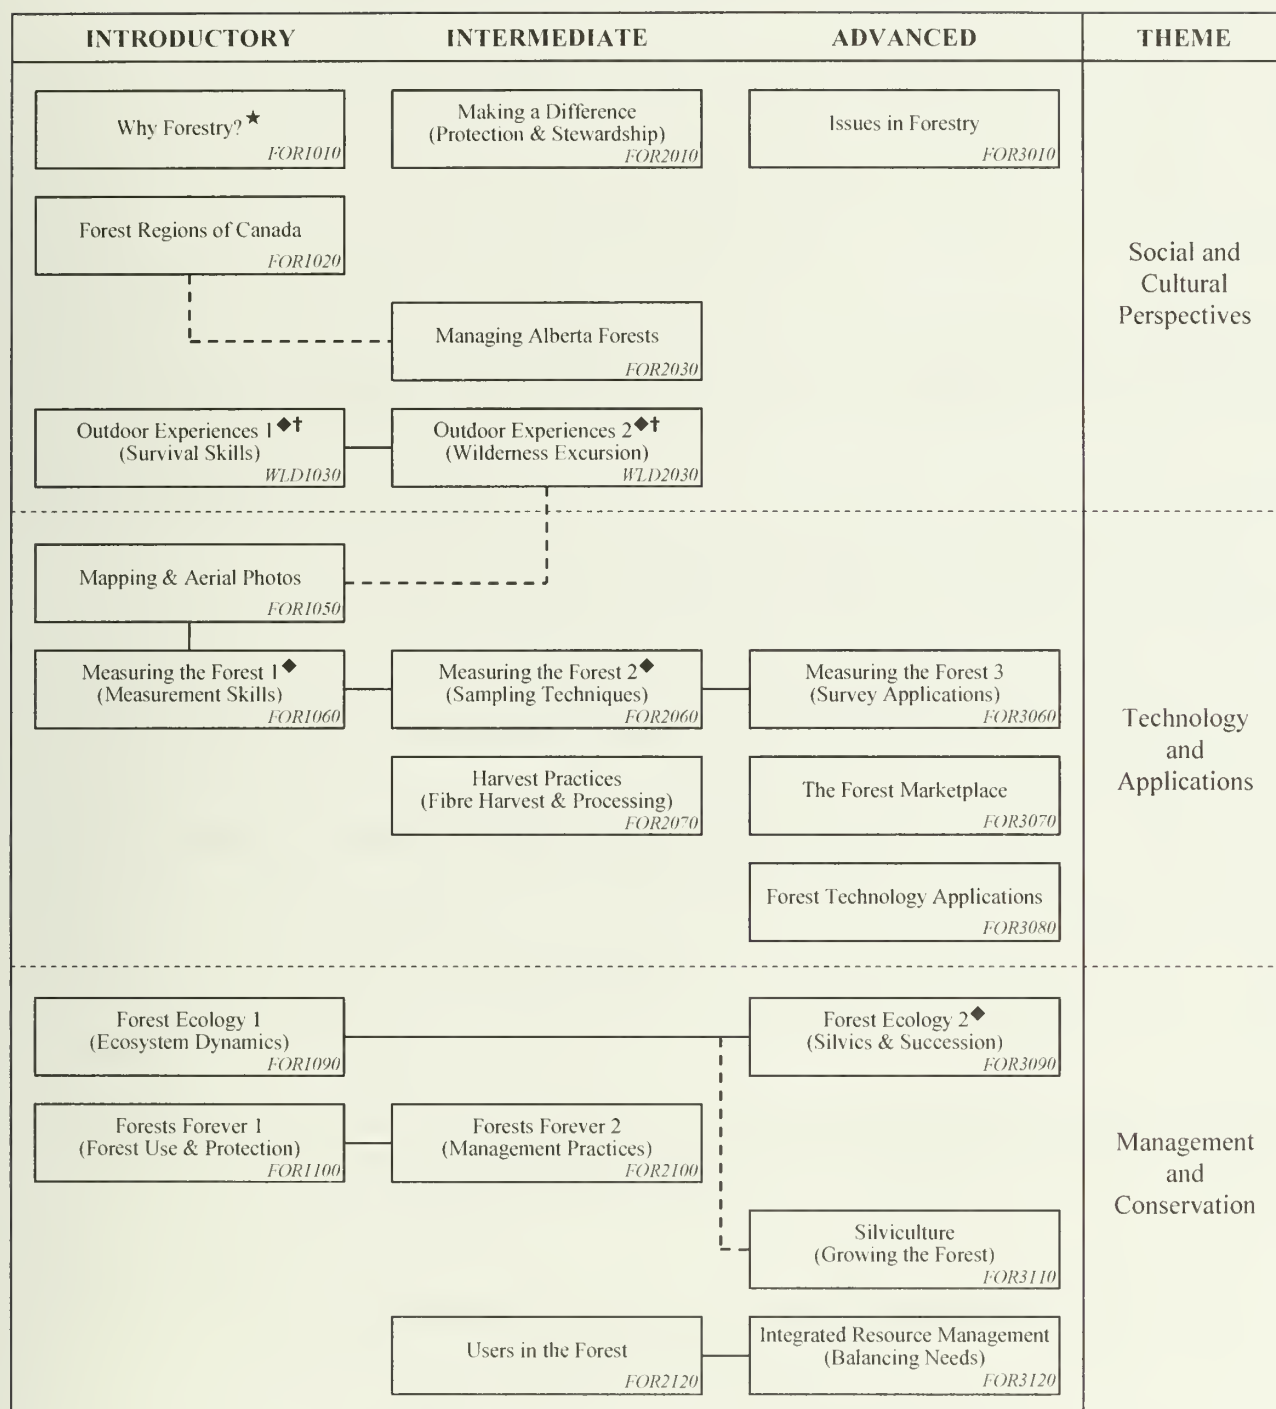 INTRODUCTORY INTERMEDIATE ADVANCED THEME
Why Forestry?★
FOR1010
Making a Difference
(Protection & Stewardship)
FOR2010
Issues in Forestry
FOR3010
Forest Regions of Canada
FOR1020
Managing Alberta Forests
FOR2030
Outdoor Experiences 1◆†
(Survival Skills)
WLD1030
Outdoor Experiences 2◆†
(Wilderness Excursion)
WLD2030
Social and
Cultural
Perspectives
Mapping & Aerial Photos
FOR1050
Measuring the Forest 1◆
(Measurement Skills)
FOR1060
Measuring the Forest 2◆
(Sampling Techniques)
FOR2060
Measuring the Forest 3
(Survey Applications)
FOR3060
Harvest Practices
(Fibre Harvest & Processing)
FOR2070
The Forest Marketplace
FOR3070
Forest Technology Applications
FOR3080
Technology
and
Applications
Forest Ecology 1
(Ecosystem Dynamics)
FOR1090
Forest Ecology 2◆
(Silvics & Succession)
FOR3090
Forests Forever 1
(Forest Use & Protection)
FOR1100
Forests Forever 2
(Management Practices)
FOR2100
Silviculture
(Growing the Forest)
FOR3110
Users in the Forest
FOR2120
Integrated Resource Management
(Balancing Needs)
FOR3120
Management
and
Conservation